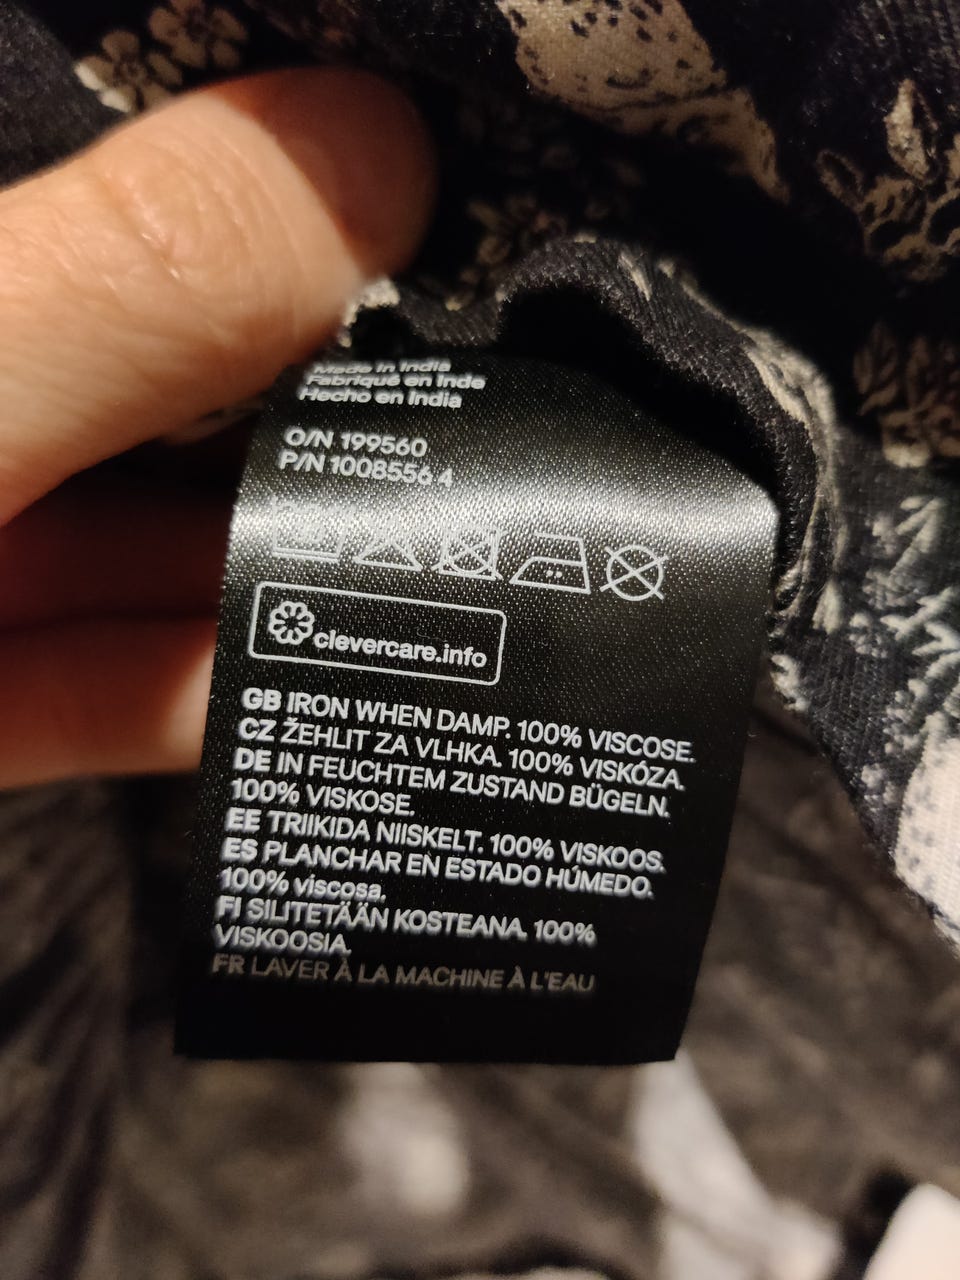 Made in India
Fabriqué en Inde
Hecho en India
O/N 199560
P/N 1008556 4
clevercare.info
GB IRON WHEN DAMP. 100% VISCOSE.
CZ ŽEHLIT ZA VLHKA. 100% VISKÓZA.
DE IN FEUCHTEM ZUSTAND BÜGELN.
100% VISKOSE.
EE TRIIKIDA NIISKELT. 100% VISKOOS.
ES PLANCHAR EN ESTADO HÚMEDO.
100% viscosa.
FI SILITETÄÄN KOSTEANA. 100%
VISKOOSIA.
FR LAVER À LA MACHINE À L'EAU